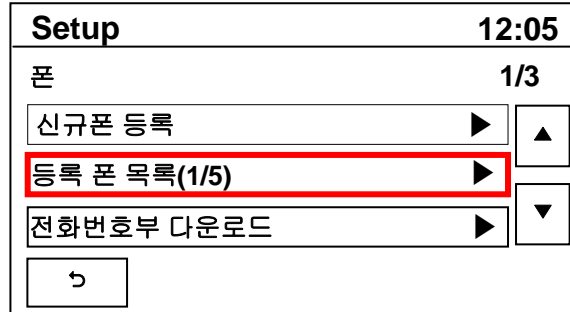 Setup 12:05
폰 1/3
신규폰 등록 ▶
등록 폰 목록(1/5) ▶
전화번호부 다운로드 ▶